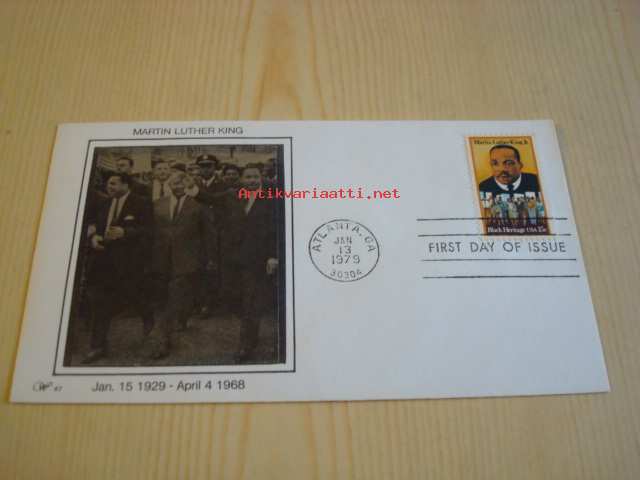 MARTIN LUTHER KING
Antikvariaatti.net
Martin Luther King Jr.
Black Heritage USA 15c
ATLANTA, GA
JAN
13
1979
30304
FIRST DAY OF ISSUE
Jan. 15 1929 - April 4 1968